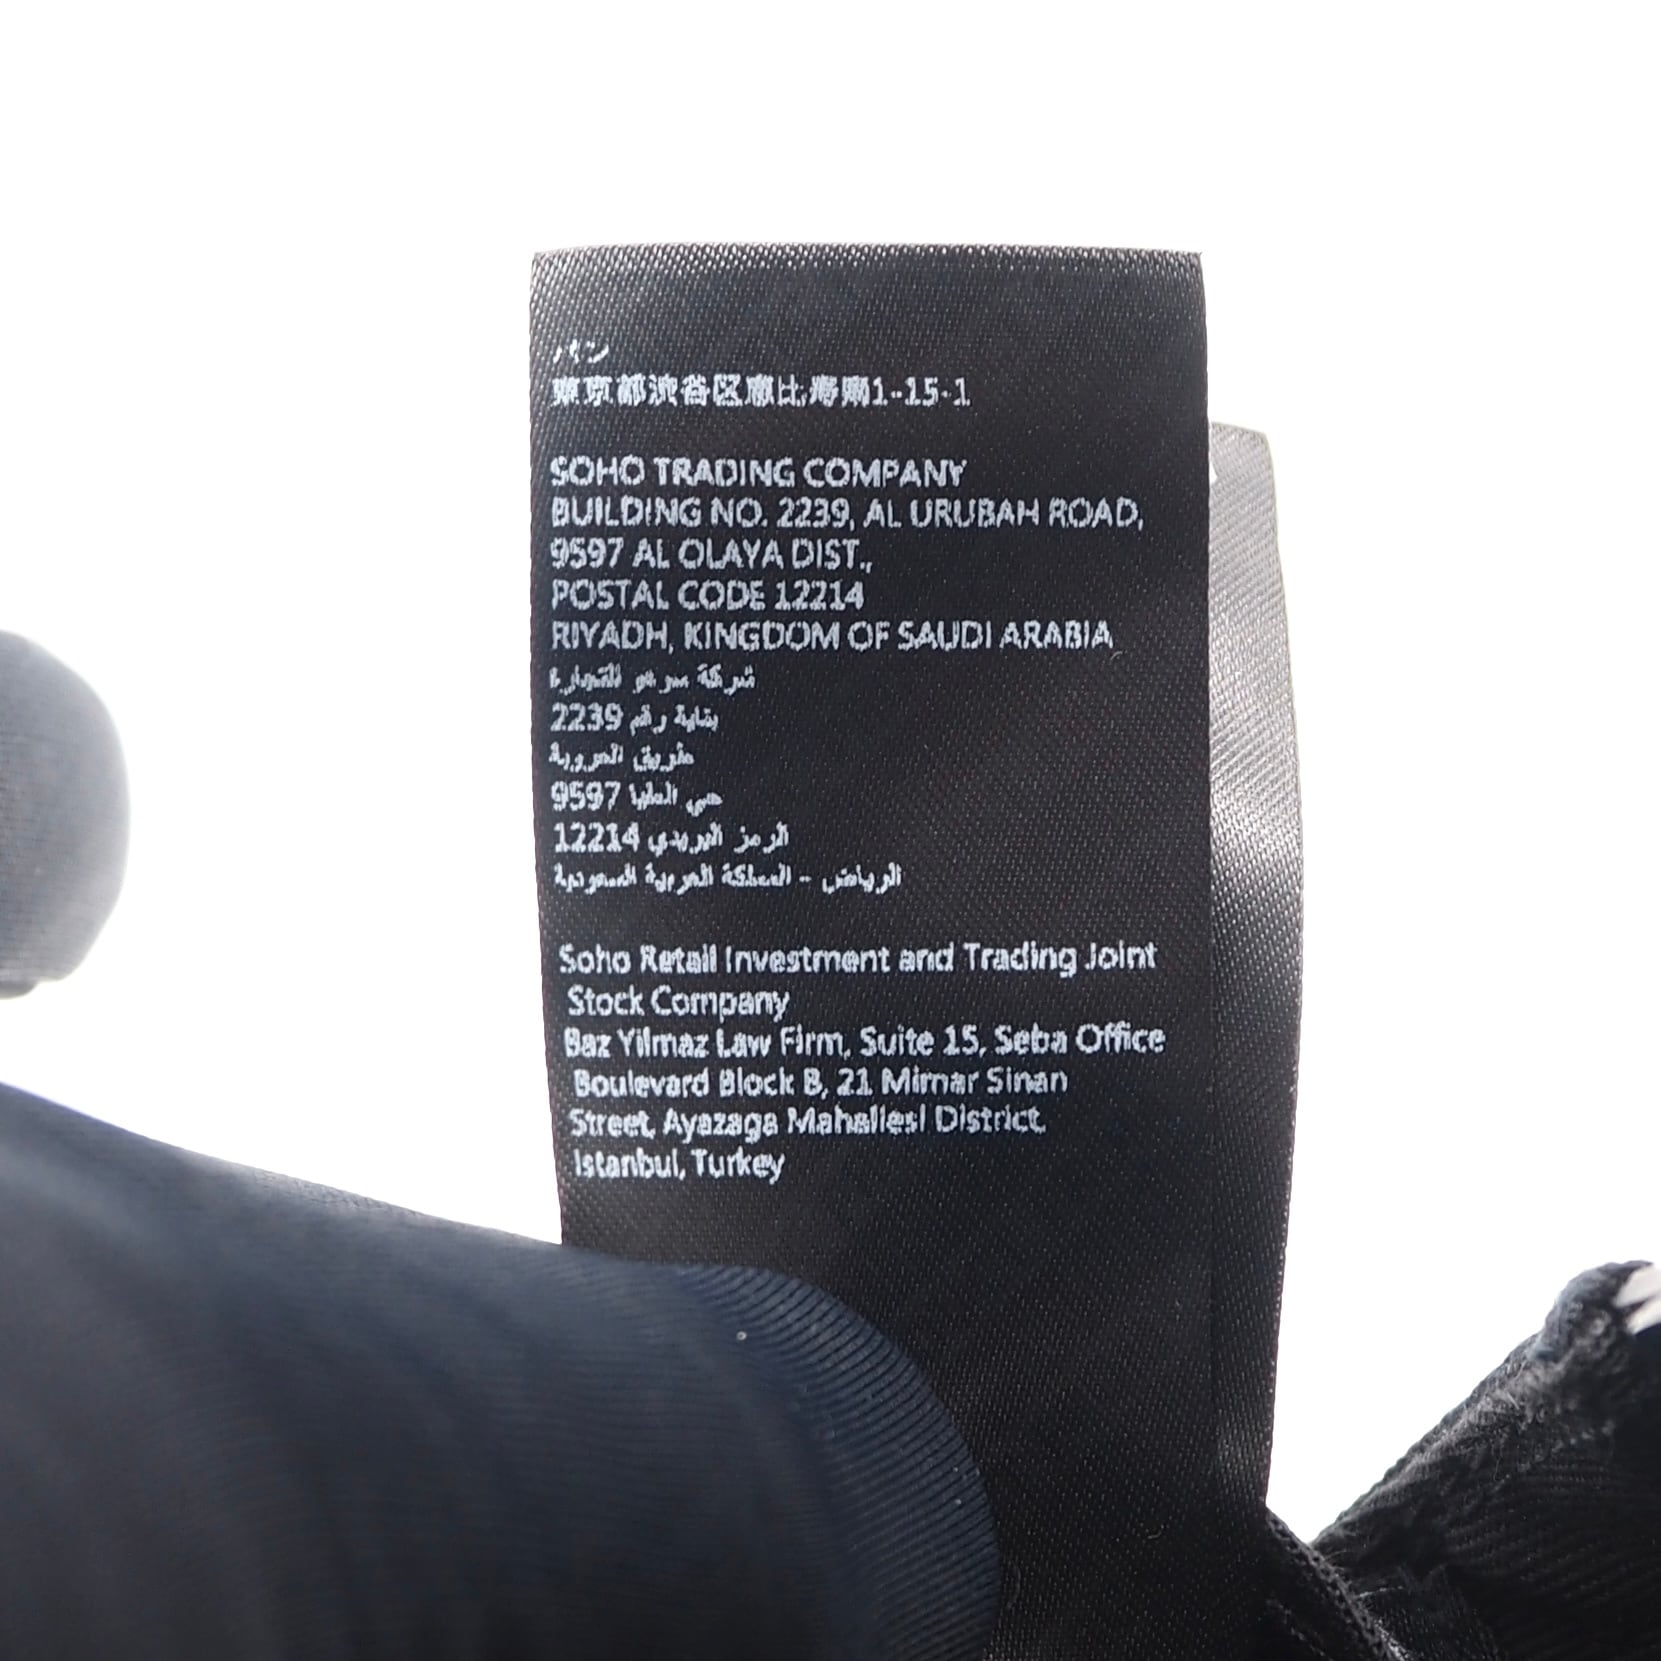 パン
東京都渋谷区恵比寿南1-15-1
SOHO TRADING COMPANY
BUILDING NO. 2239, AL URUBAH ROAD,
9597 AL OLAYA DIST.,
POSTAL CODE 12214
RIYADH, KINGDOM OF SAUDI ARABIA
شركة سوهو للتجارة
بناية رقم 2239
طريق العروبة
حي العليا 9597
الرمز البريدي 12214
الرياض - المملكة العربية السعودية
Soho Retail Investment and Trading Joint
Stock Company
Baz Yilmaz Law Firm, Suite 15, Seba Office
Boulevard Block B, 21 Mimar Sinan
Street, Ayazaga Mahallesi District,
Istanbul, Turkey